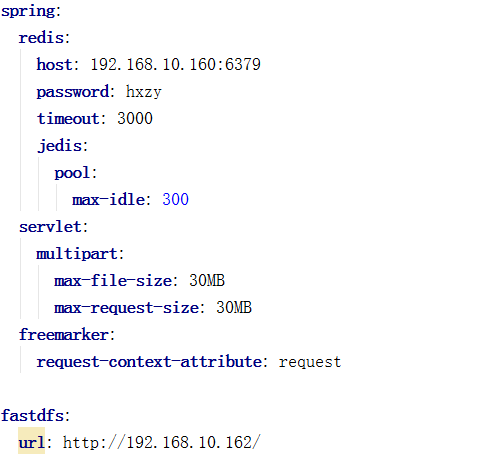 spring:
  redis:
    host: 192.168.10.160:6379
    password: hxzy
    timeout: 3000
    jedis:
      pool:
        max-idle: 300
  servlet:
    multipart:
      max-file-size: 30MB
      max-request-size: 30MB
  freemarker:
    request-context-attribute: request
fastdfs:
  url: http://192.168.10.162/